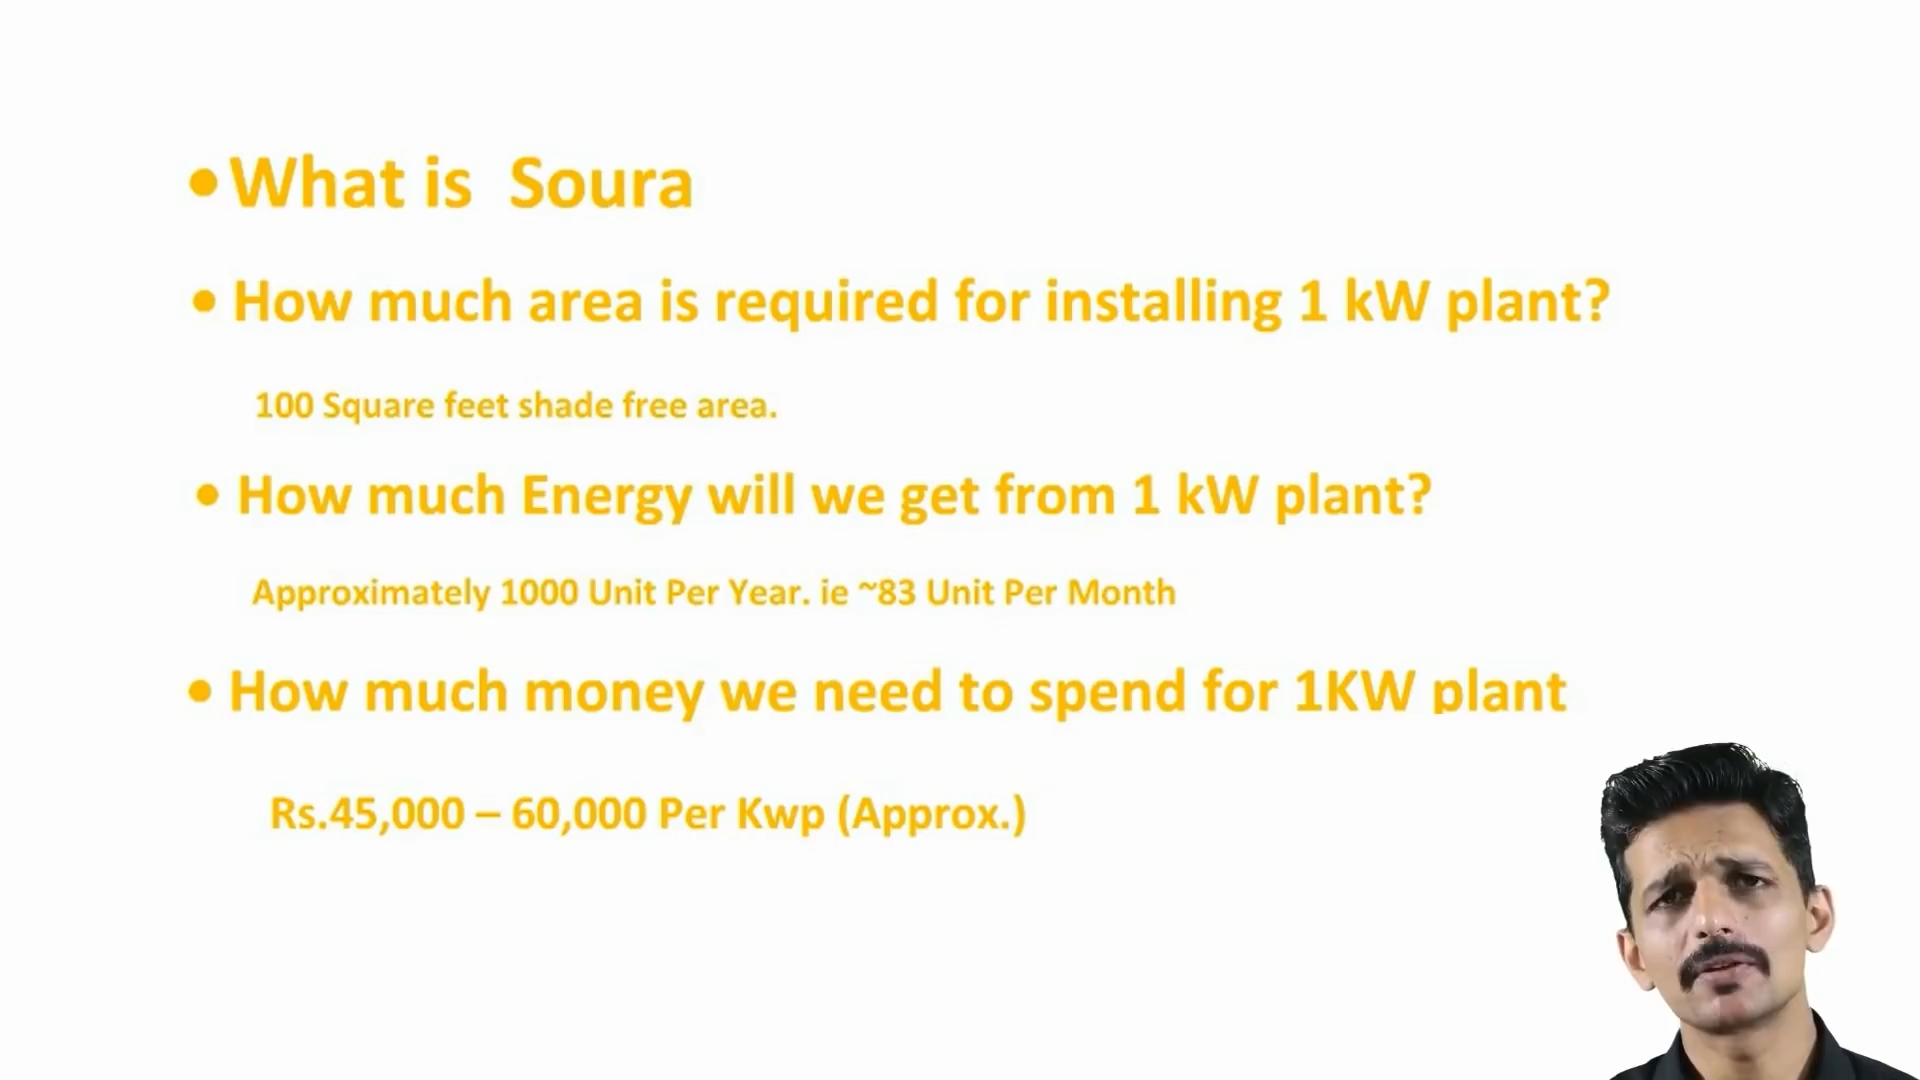 •What is Soura
• How much area is required for installing 1 kW plant?
100 Square feet shade free area.
• How much Energy will we get from 1 kW plant?
Approximately 1000 Unit Per Year. ie ~83 Unit Per Month
• How much money we need to spend for 1KW plant
Rs.45,000 – 60,000 Per Kwp (Approx.)